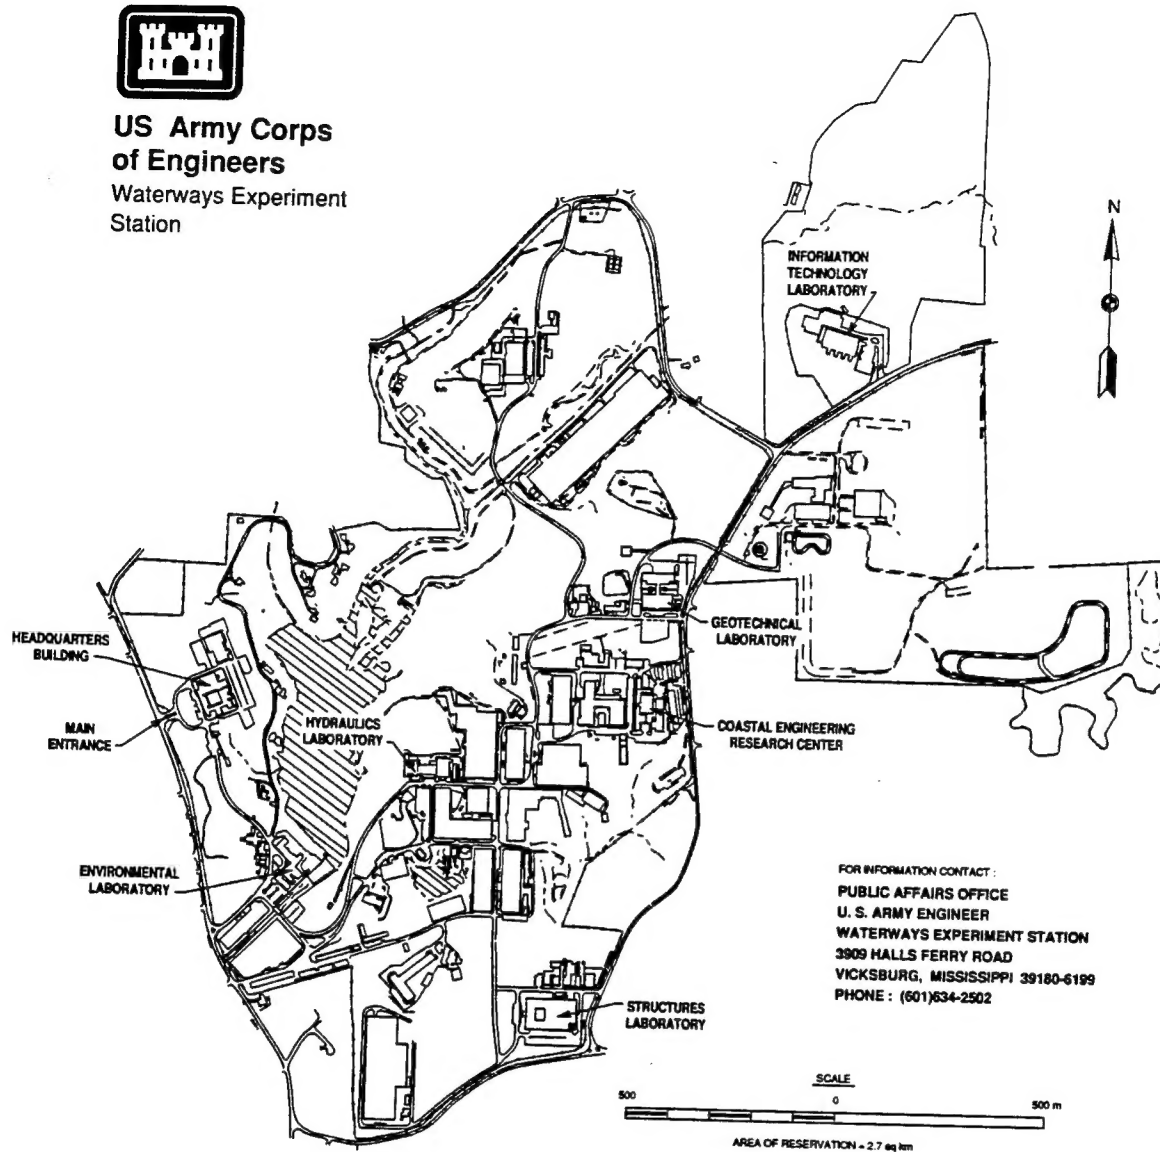 US Army Corps
of Engineers
Waterways Experiment
Station
N
INFORMATION
TECHNOLOGY
LABORATORY
HEADQUARTERS
BUILDING
GEOTECHNICAL
LABORATORY
MAIN
ENTRANCE
HYDRAULICS
LABORATORY
COASTAL ENGINEERING
RESEARCH CENTER
ENVIRONMENTAL
LABORATORY
FOR INFORMATION CONTACT :
PUBLIC AFFAIRS OFFICE
U. S. ARMY ENGINEER
WATERWAYS EXPERIMENT STATION
3909 HALLS FERRY ROAD
VICKSBURG, MISSISSIPPI 39180-6199
PHONE : (601)634-2502
STRUCTURES
LABORATORY
SCALE
500 0 500 m
AREA OF RESERVATION = 2.7 sq km